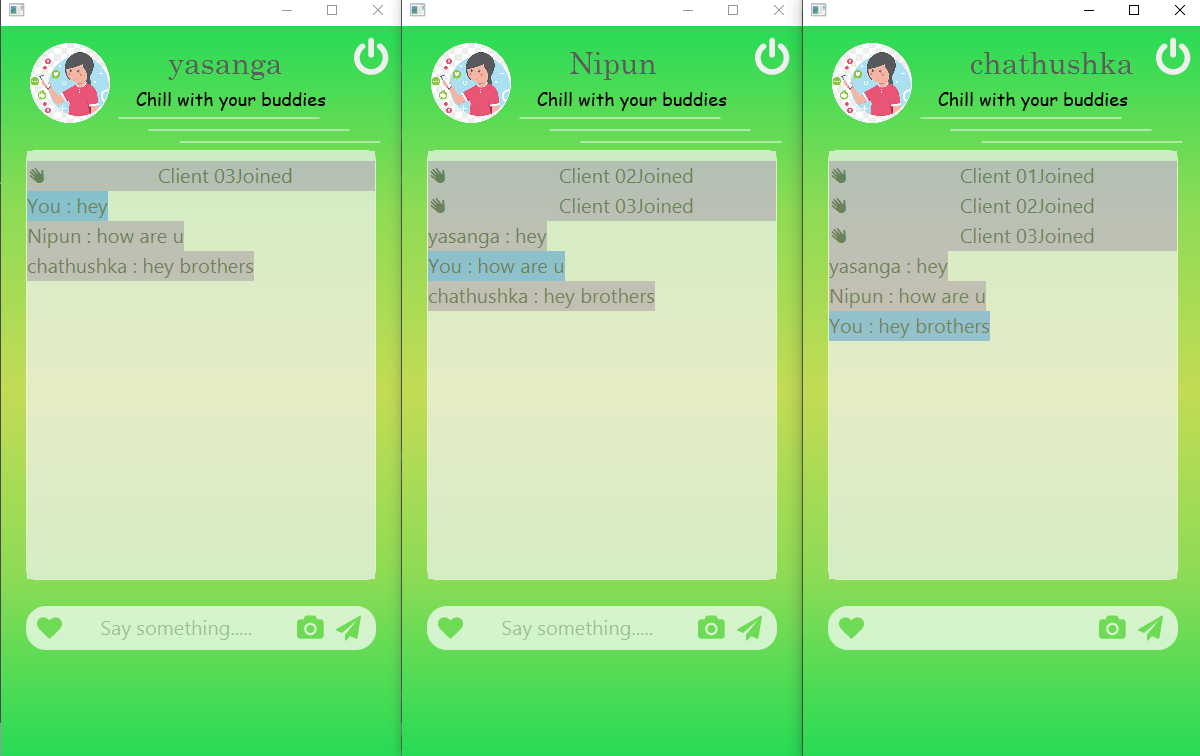 yasanga
Chill with your buddies
Client 03Joined
You : hey
Nipun : how are u
chathushka : hey brothers
Say something.....
Nipun
Chill with your buddies
Client 02Joined
Client 03Joined
yasanga : hey
You : how are u
chathushka : hey brothers
Say something.....
chathushka
Chill with your buddies
Client 01Joined
Client 02Joined
Client 03Joined
yasanga : hey
Nipun : how are u
You : hey brothers